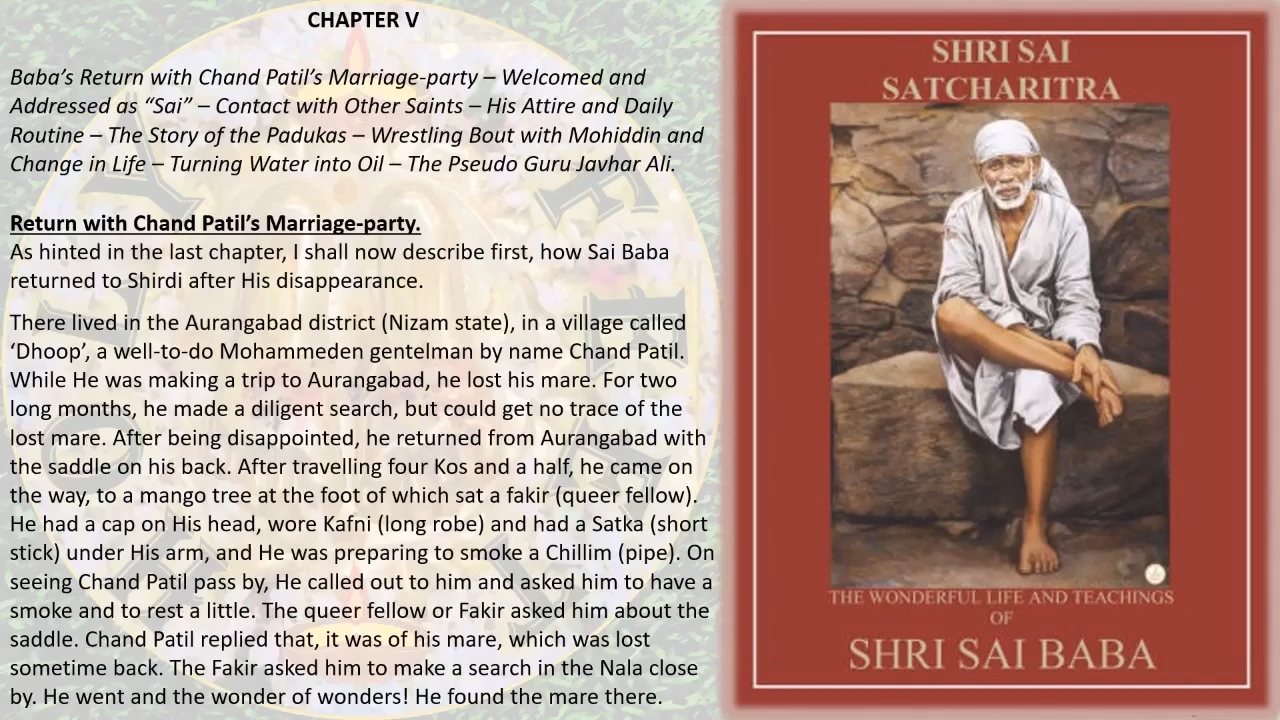 CHAPTER V
Baba’s Return with Chand Patil’s Marriage-party – Welcomed and
Addressed as “Sai” – Contact with Other Saints – His Attire and Daily
Routine – The Story of the Padukas – Wrestling Bout with Mohiddin and
Change in Life – Turning Water into Oil – The Pseudo Guru Javhar Ali.
Return with Chand Patil’s Marriage-party.
As hinted in the last chapter, I shall now describe first, how Sai Baba
returned to Shirdi after His disappearance.
There lived in the Aurangabad district (Nizam state), in a village called
‘Dhoop’, a well-to-do Mohammeden gentelman by name Chand Patil.
While He was making a trip to Aurangabad, he lost his mare. For two
long months, he made a diligent search, but could get no trace of the
lost mare. After being disappointed, he returned from Aurangabad with
the saddle on his back. After travelling four Kos and a half, he came on
the way, to a mango tree at the foot of which sat a fakir (queer fellow).
He had a cap on His head, wore Kafni (long robe) and had a Satka (short
stick) under His arm, and He was preparing to smoke a Chillim (pipe). On
seeing Chand Patil pass by, He called out to him and asked him to have a
smoke and to rest a little. The queer fellow or Fakir asked him about the
saddle. Chand Patil replied that, it was of his mare, which was lost
sometime back. The Fakir asked him to make a search in the Nala close
by. He went and the wonder of wonders! He found the mare there.
SHRI SAI
SATCHARITRA
THE WONDERFUL LIFE AND TEACHINGS
OF
SHRI SAI BABA